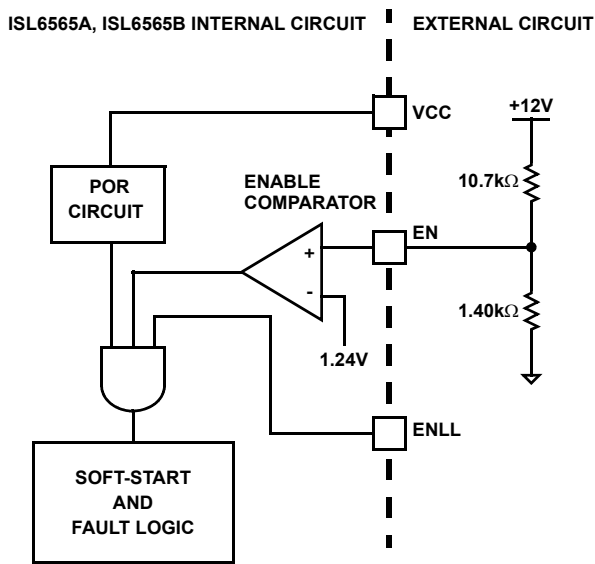 ISL6565A, ISL6565B INTERNAL CIRCUIT
EXTERNAL CIRCUIT
VCC
+12V
POR
CIRCUIT
ENABLE
COMPARATOR
10.7kΩ
EN
+
-
1.40kΩ
1.24V
ENLL
SOFT-START
AND
FAULT LOGIC